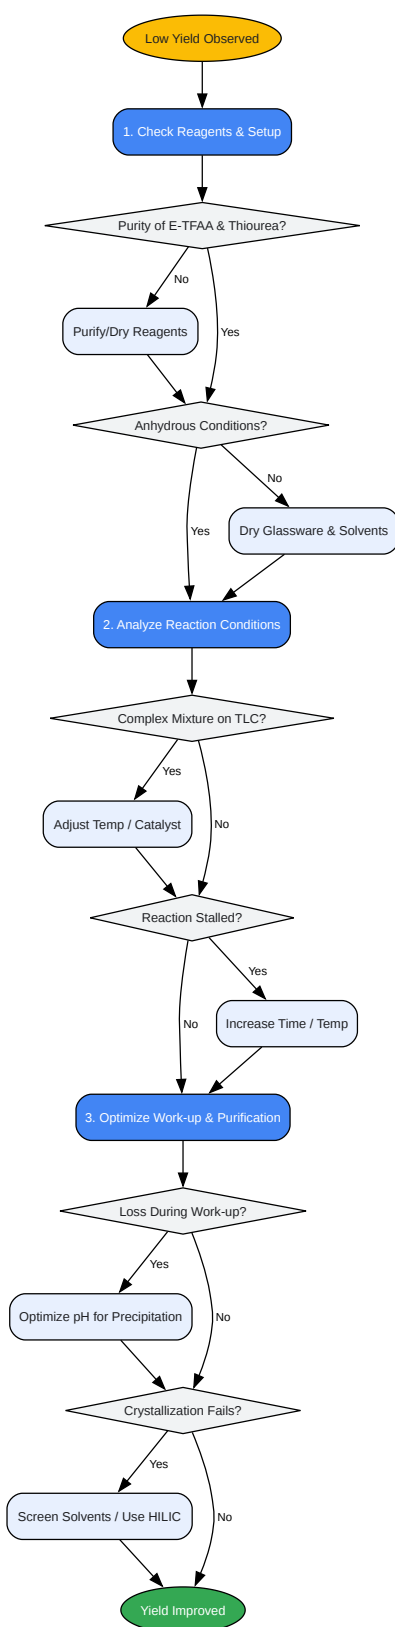 Low Yield Observed
1. Check Reagents & Setup
Purity of E-TFAA & Thiourea?
No
Purify/Dry Reagents
Yes
Anhydrous Conditions?
No
Yes
Dry Glassware & Solvents
2. Analyze Reaction Conditions
Complex Mixture on TLC?
Yes
Adjust Temp / Catalyst
No
Reaction Stalled?
Yes
No
Increase Time / Temp
3. Optimize Work-up & Purification
Loss During Work-up?
Yes
Optimize pH for Precipitation
No
Crystallization Fails?
Yes
Screen Solvents / Use HILIC
No
Yield Improved